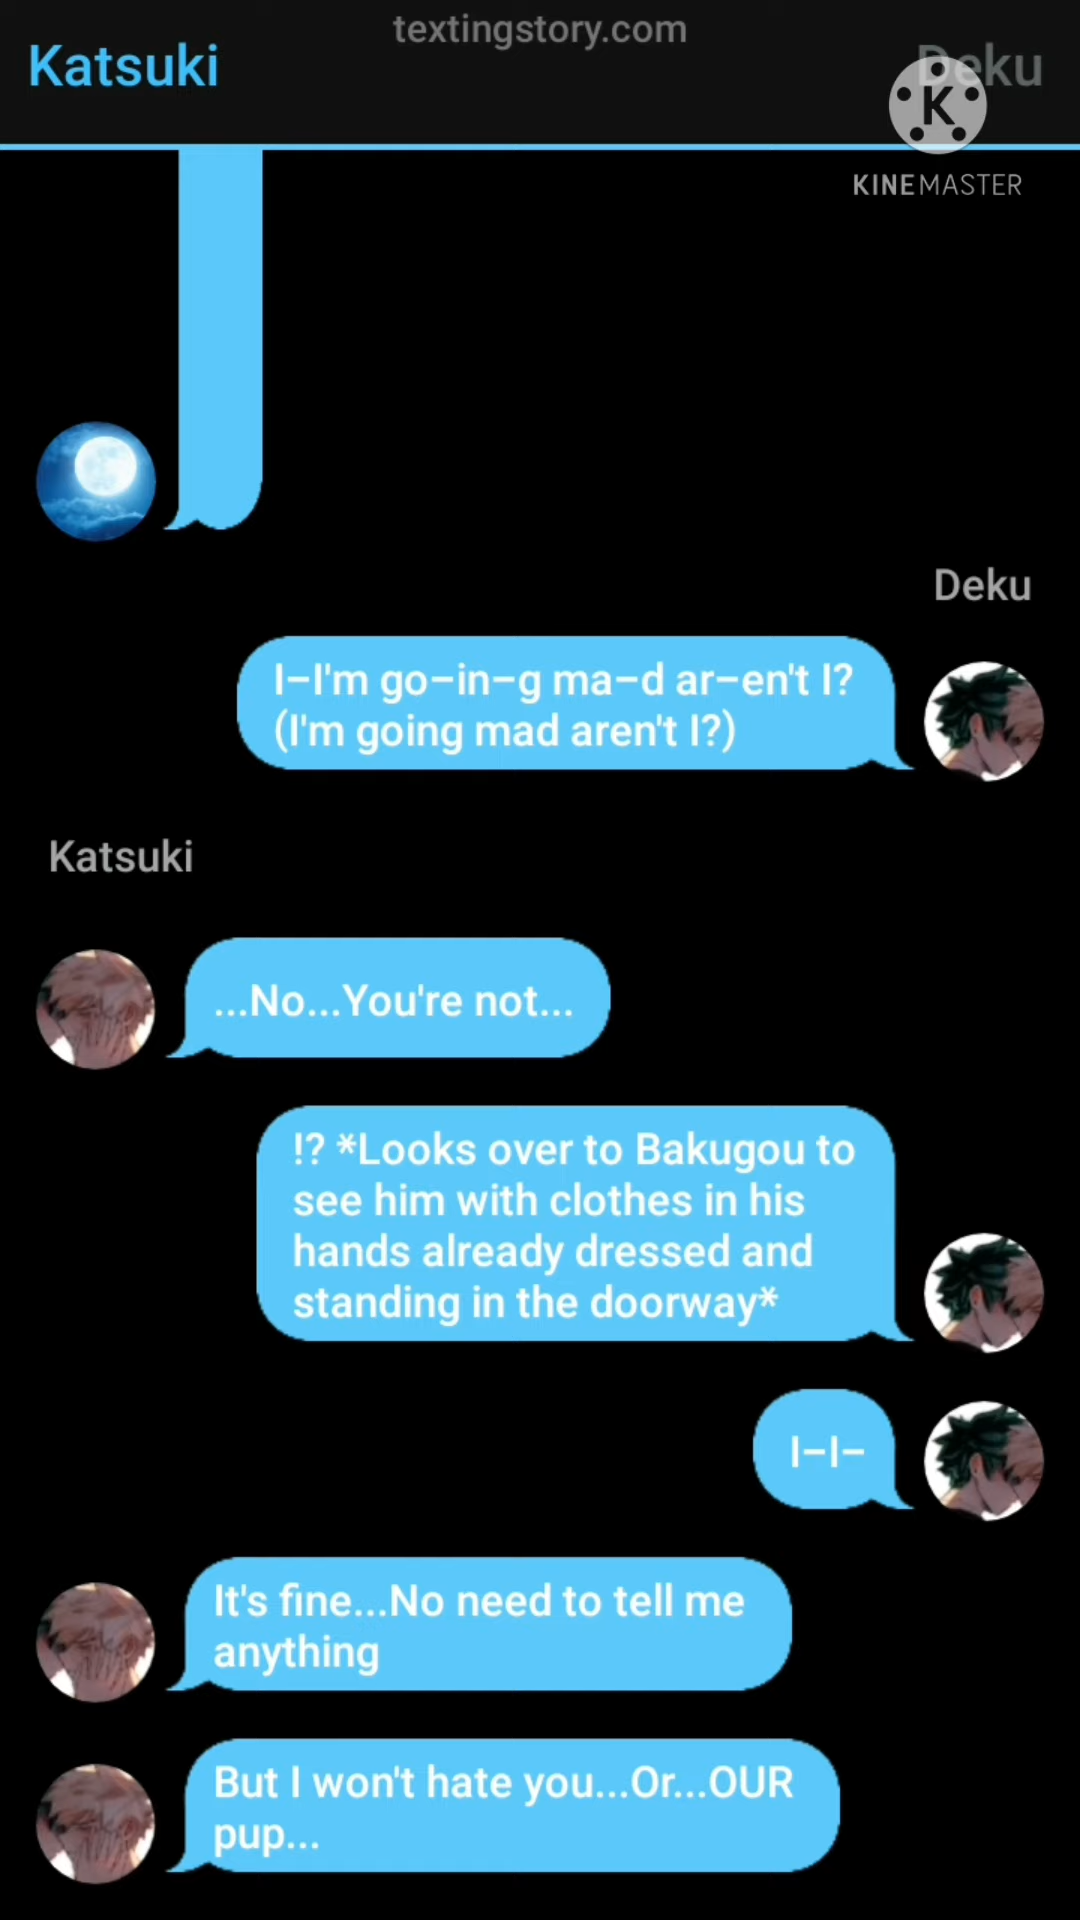 textingstory.com
Katsuki
Deku
K
KINEMASTER
Deku
I-I'm go-in-g ma-d ar-en't I?
(I'm going mad aren't I?)
Katsuki
...No...You're not...
!? *Looks over to Bakugou to
see him with clothes in his
hands already dressed and
standing in the doorway*
I-I-
It's fine...No need to tell me
anything
But I won't hate you...Or...OUR
pup...